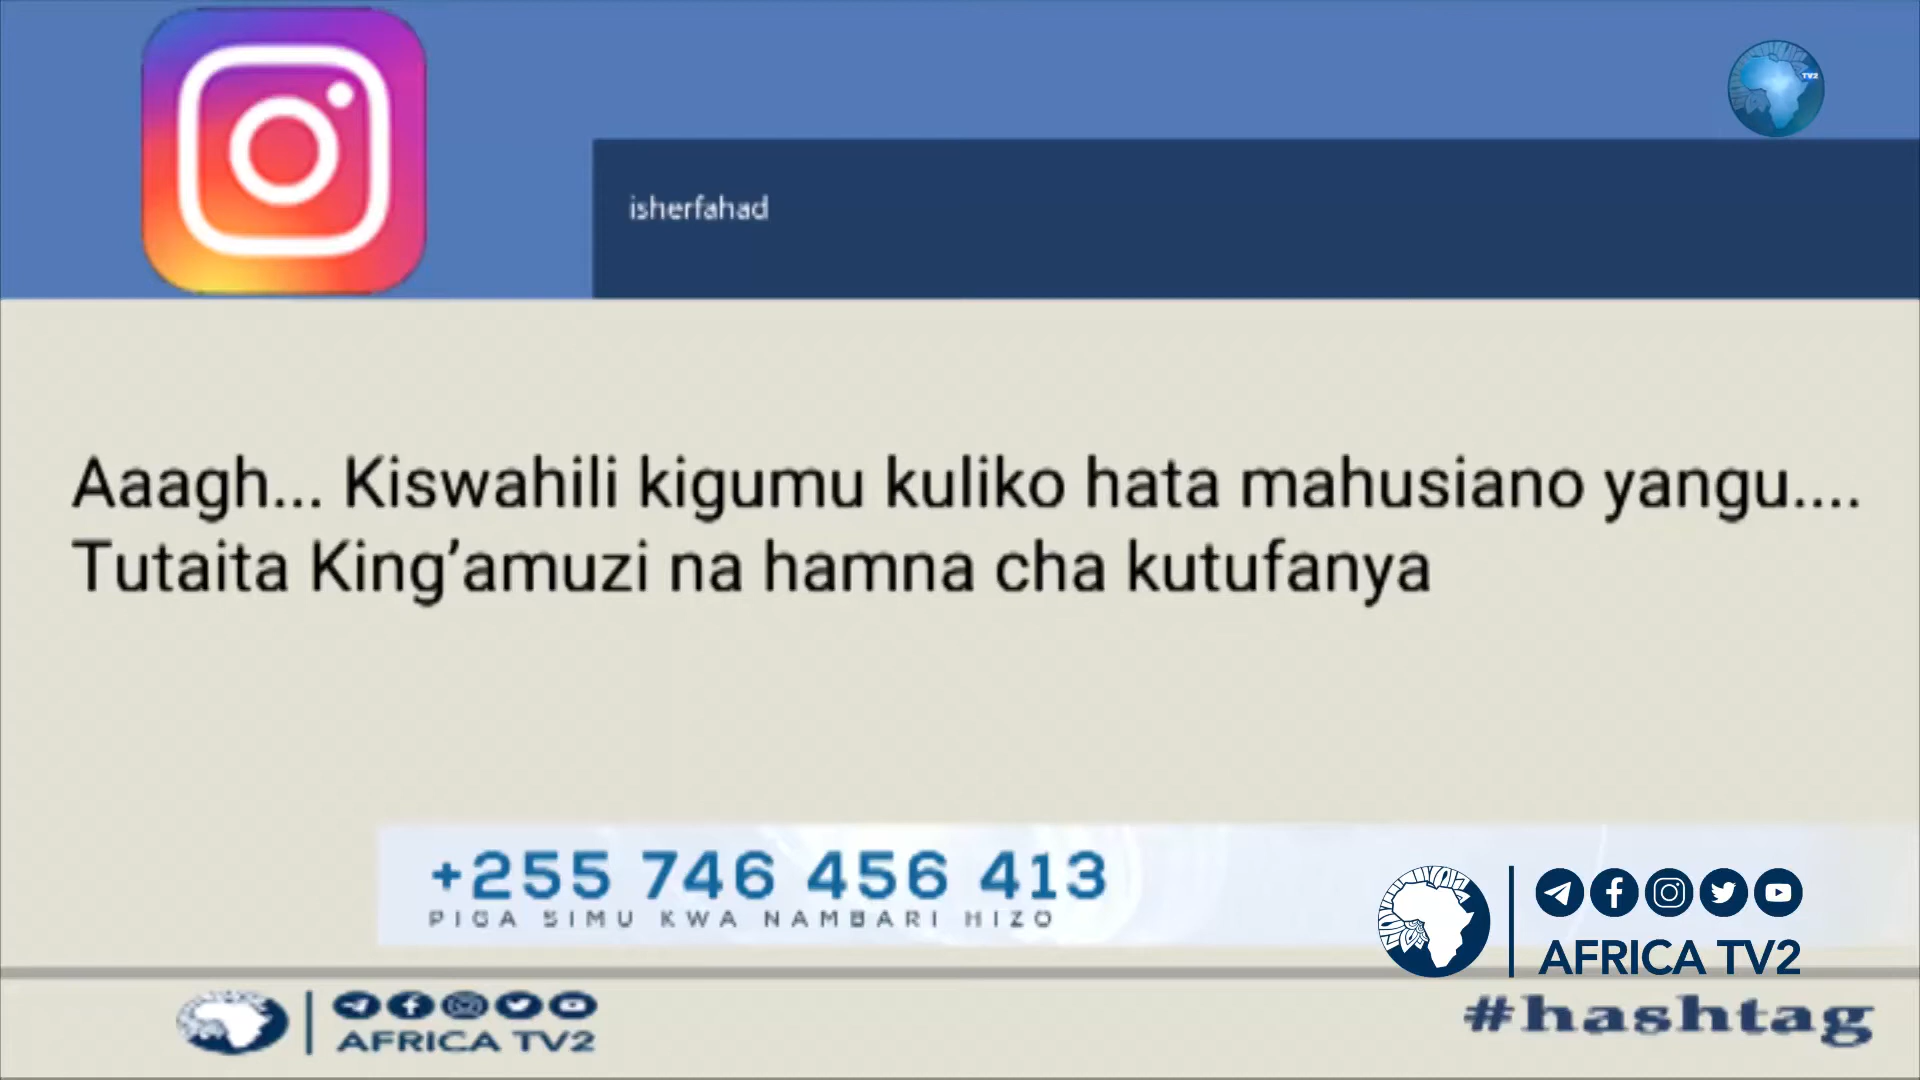 TV2
isherfahad
Aaagh... Kiswahili kigumu kuliko hata mahusiano yangu....
Tutaita King’amuzi na hamna cha kutufanya
+255 746 456 413
PIGA SIMU KWA NAMBARI HIZO
AFRICA TV2
AFRICA TV2
#hashtag